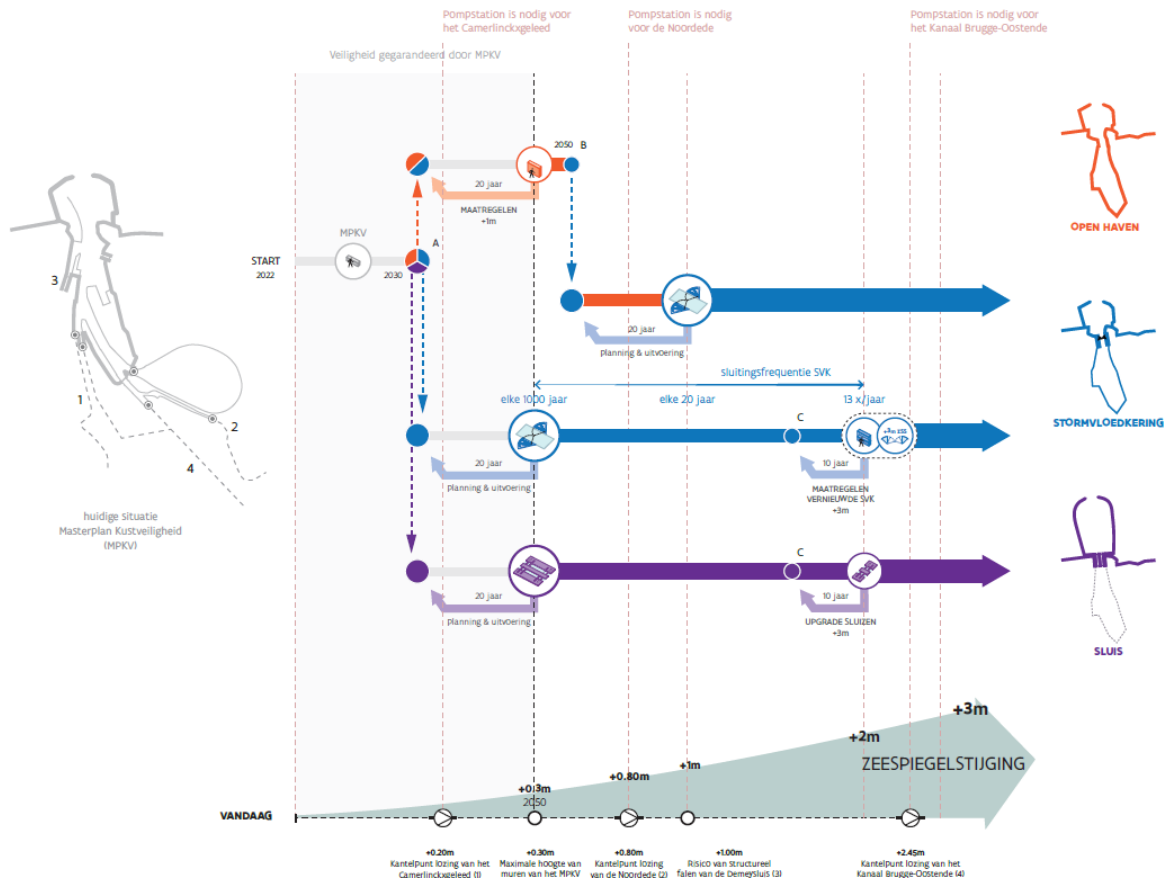 Pompstation is nodig voor
het Camerlinckxgeleed
Pompstation is nodig
voor de Noordede
Pompstation is nodig voor
het Kanaal Brugge-Oostende
Veiligheid gegarandeerd door MPKV
2050 B
20 jaar
MAATREGELEN
+1m
OPEN HAVEN
MPKV
A
START
2022
2030
3
1
2
4
huidige situatie
Masterplan Kustveiligheid
(MPKV)
20 jaar
planning & uitvoering
sluitingsfrequentie SVK
elke 1000 jaar
elke 20 jaar
13 x/jaar
C
20 jaar
planning & uitvoering
10 jaar
MAATREGELEN
VERNIEUWDE SVK
+3m
STORMVLOEDKERING
C
20 jaar
planning & uitvoering
10 jaar
UPGRADE SLUIZEN
+3m
SLUIS
+3m
+2m
+1m
+0.80m
+0.3m
2050
ZEESPIEGELSTIJGING
VANDAAG
+0.20m
Kantelpunt lozing van het
Camerlinckxgeleed (1)
+0.30m
Maximale hoogte van
muren van het MPKV
+0.80m
Kantelpunt lozing
van de Noordede (2)
+1.00m
Risico van structureel
falen van de Demeysluis (3)
+2.45m
Kantelpunt lozing van het
Kanaal Brugge-Oostende (4)